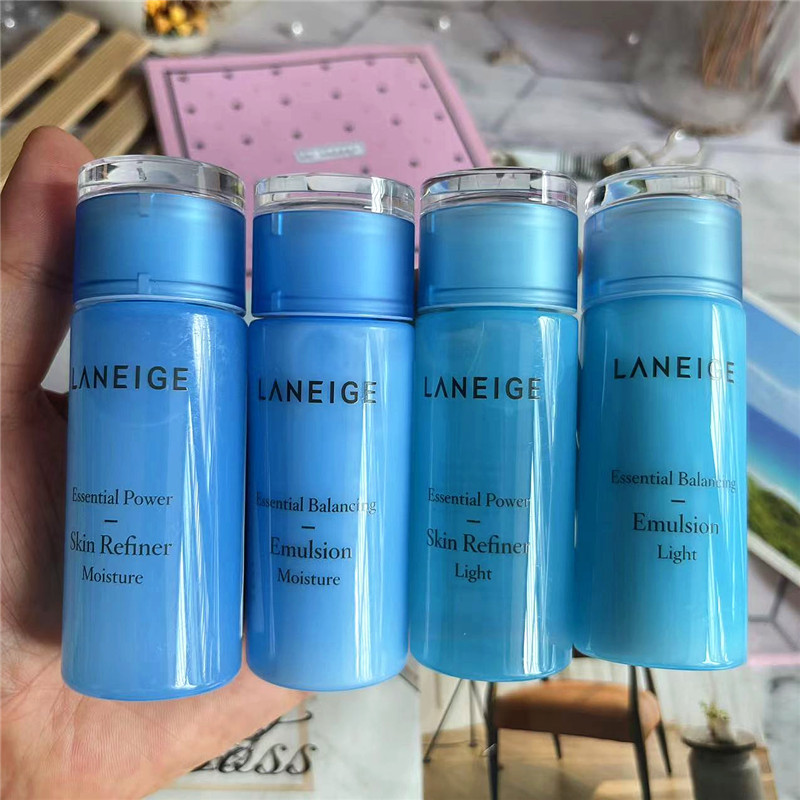 LANEIGE
Essential Power
Skin Refiner
Moisture
LANEIGE
Essential Balancing
Emulsion
Moisture
LANEIGE
Essential Power
Skin Refiner
Light
LANEIGE
Essential Balancing
Emulsion
Light